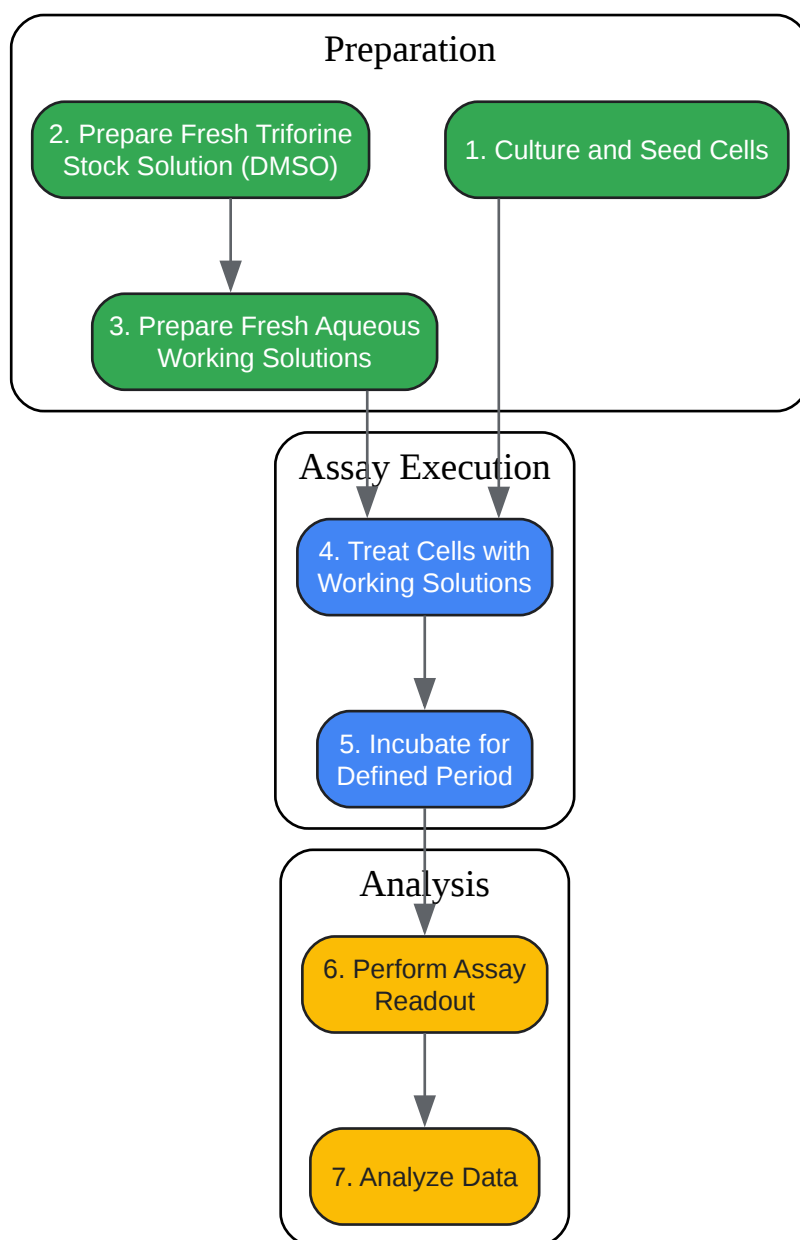 Preparation
2. Prepare Fresh Triforine
Stock Solution (DMSO)
1. Culture and Seed Cells
3. Prepare Fresh Aqueous
Working Solutions
Assay Execution
4. Treat Cells with
Working Solutions
5. Incubate for
Defined Period
Analysis
6. Perform Assay
Readout
7. Analyze Data